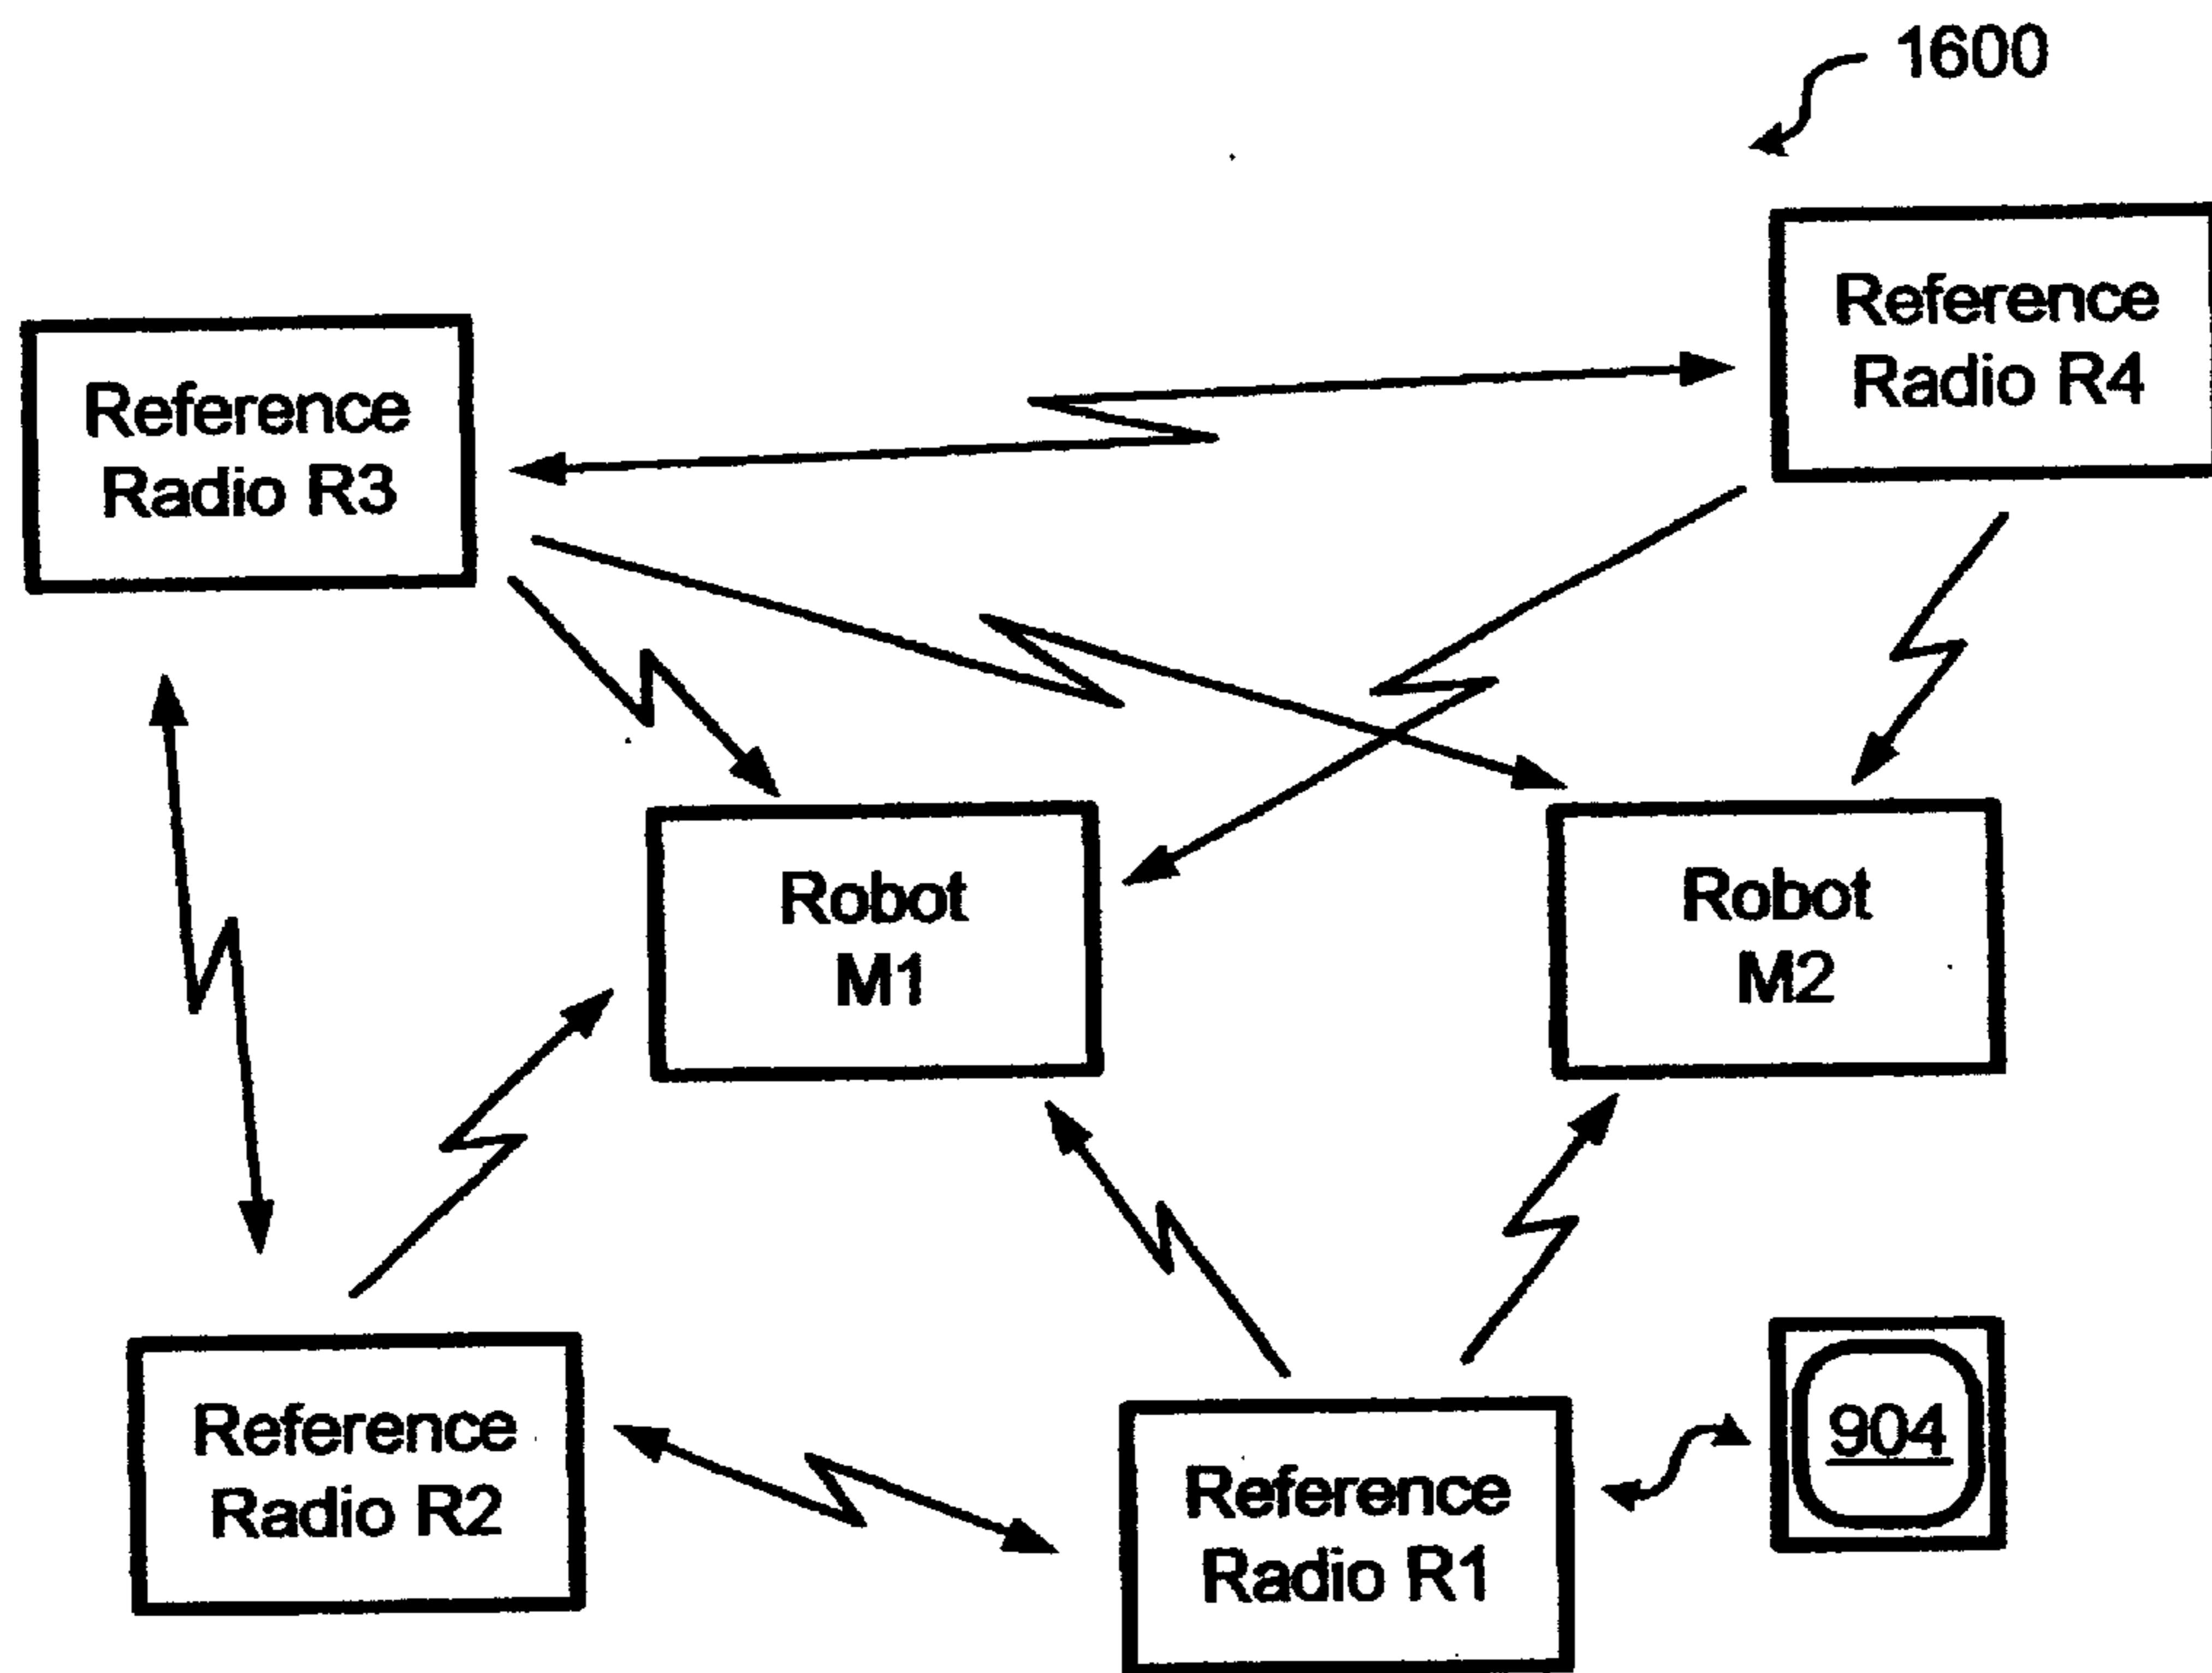 1600
Reference
Radio R4
Reference
Radio R3
Robot
M1
Robot
M2
Reference
Radio R2
Reference
Radio R1
904